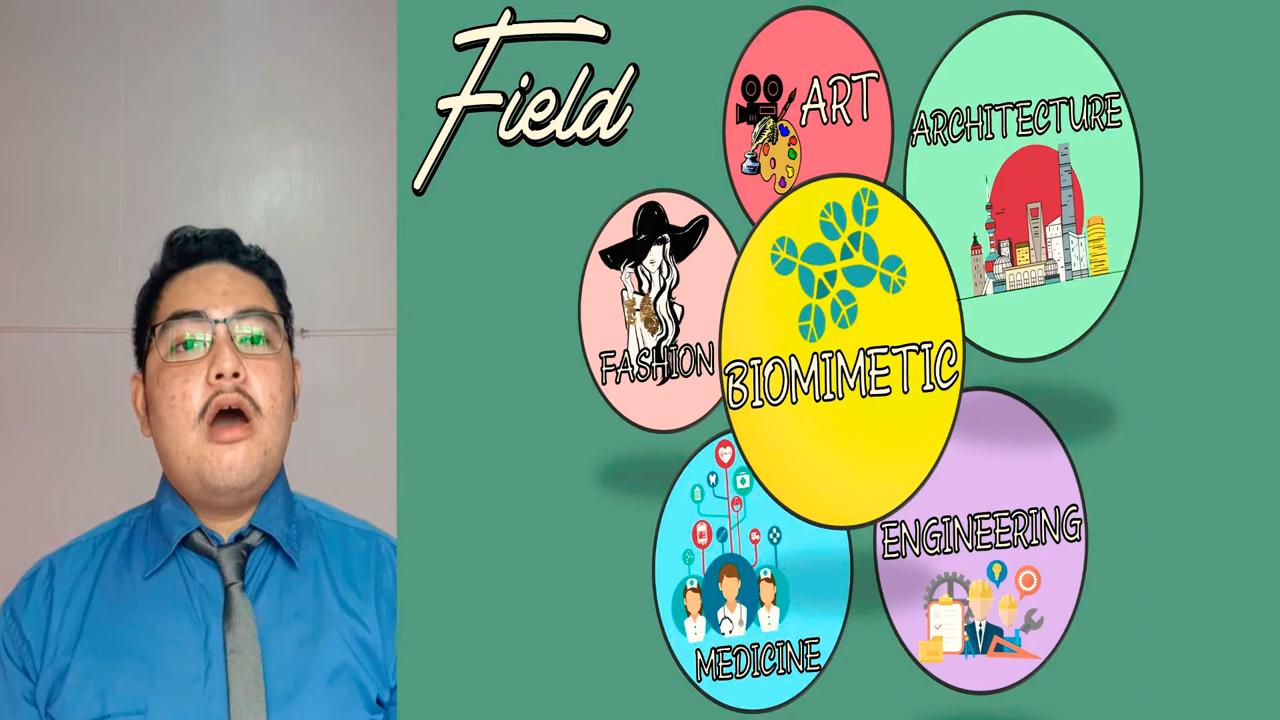 Field
ART
ARCHITECTURE
FASHION
BIOMIMETIC
ENGINEERING
MEDICINE